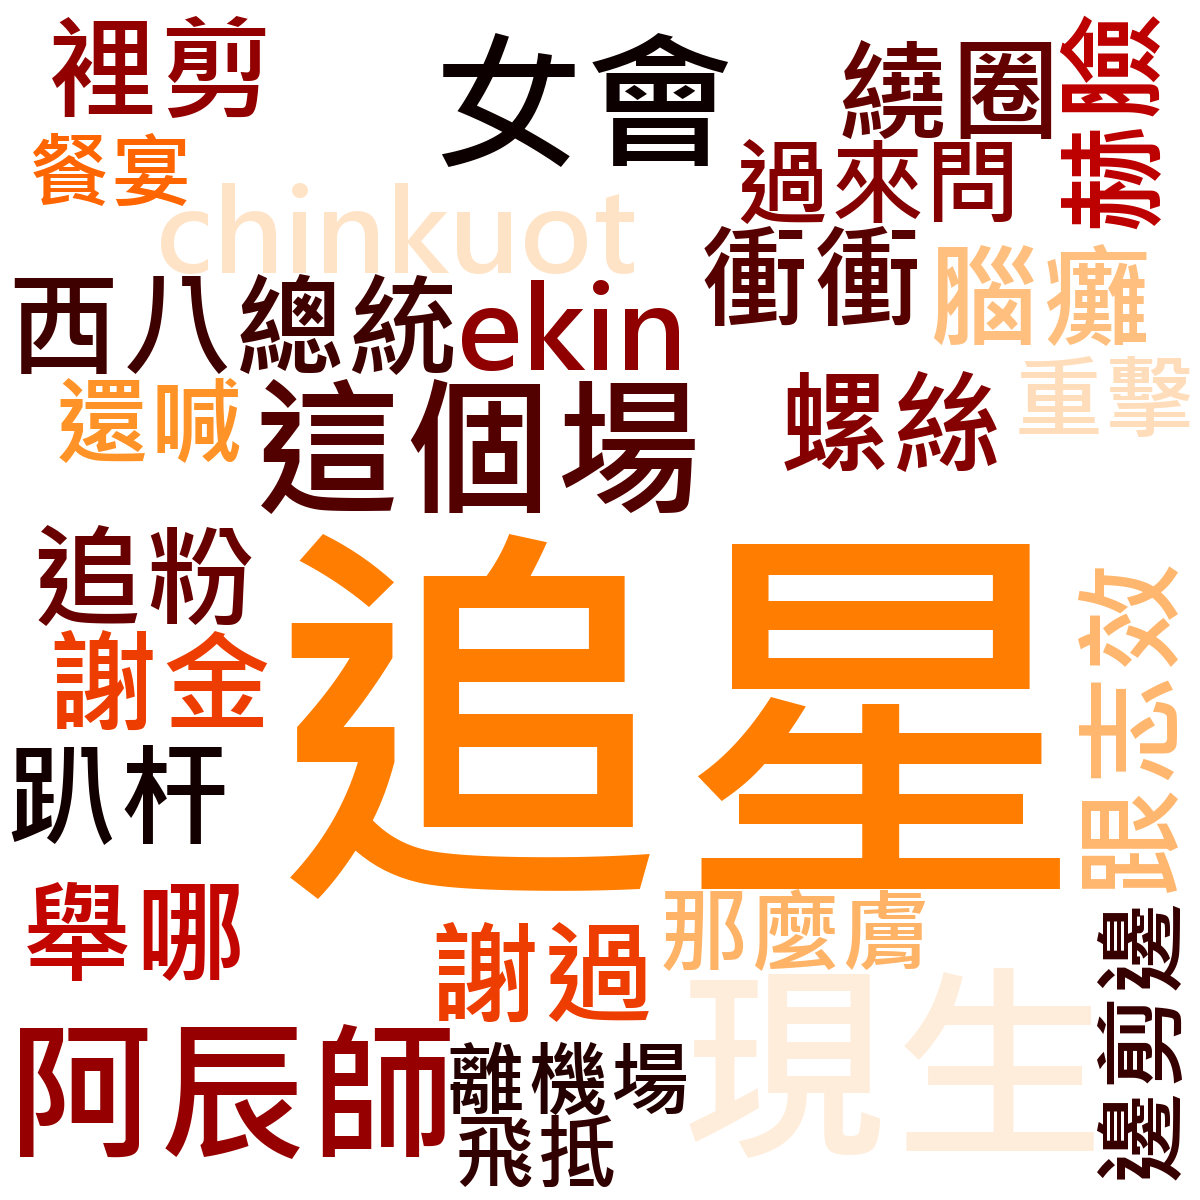 裡剪
女會
繞圈
赫臉
餐宴
過來問
chinkuot
衝衝
腦癱
西八總統
ekin
重擊
還喊
這個場
螺絲
追粉
追星
跟志效
謝金
趴杆
舉哪
謝過
那麼膚
邊剪邊
現生
阿辰師
離機場
飛抵